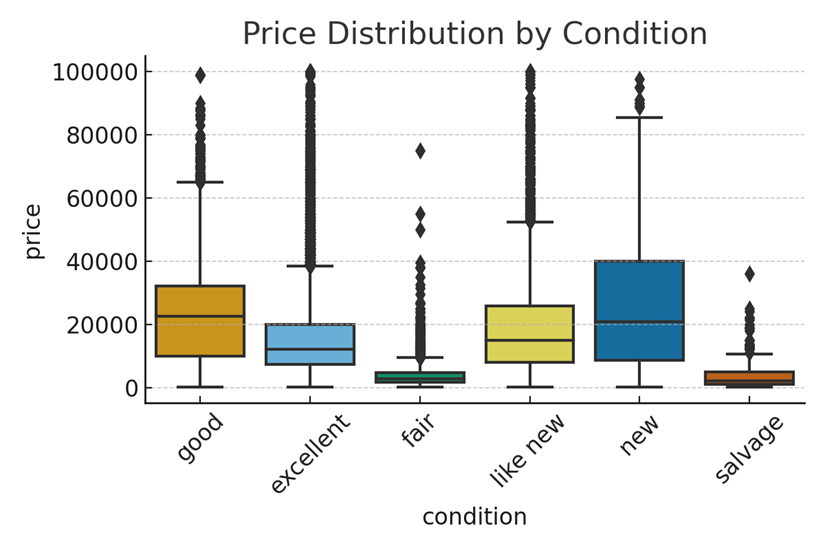 Price Distribution by Condition
100000
80000
60000
40000
20000
0
price
good
excellent
fair
like new
new
salvage
condition